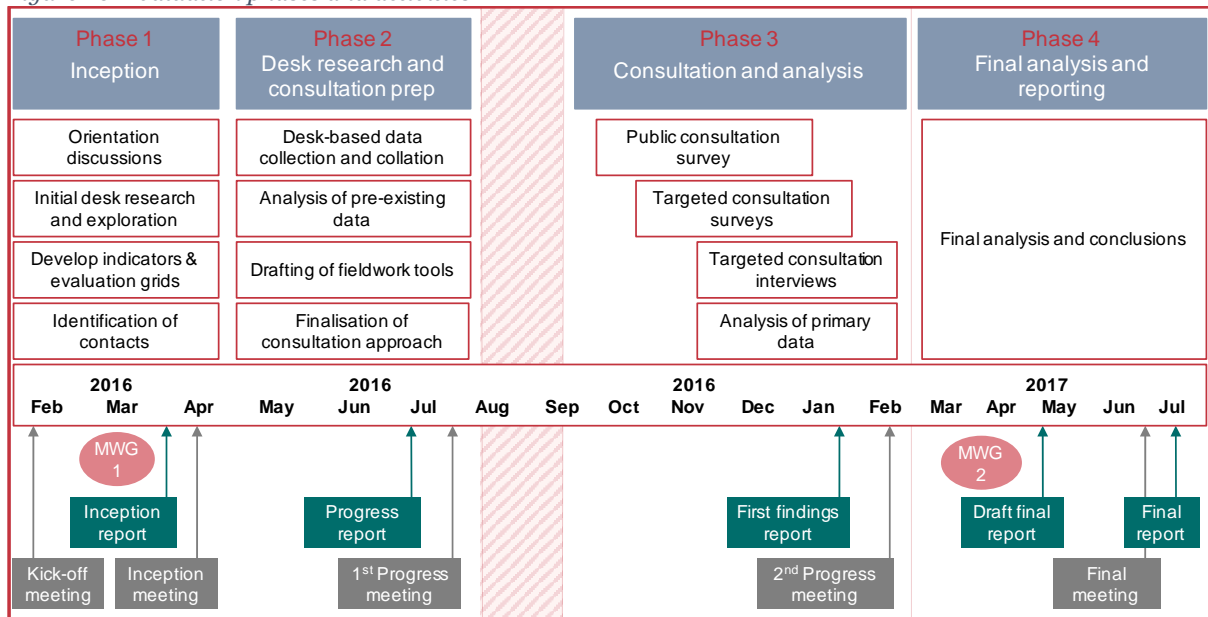 Phase 1
Inception
Phase 2
Desk research and
consultation prep
Phase 3
Consultation and analysis
Phase 4
Final analysis and
reporting
Orientation
discussions
Initial desk research
and exploration
Develop indicators &
evaluation grids
Identification of
contacts
Desk-based data
collection and collation
Analysis of pre-existing
data
Drafting of fieldwork tools
Finalisation of
consultation approach
Public consultation
survey
Targeted consultation
surveys
Targeted consultation
interviews
Analysis of primary
data
Final analysis and conclusions
2016 2016 2016 2017
Feb Mar Apr May Jun Jul Aug Sep Oct Nov Dec Jan Feb Mar Apr May Jun Jul
MWG
1
MWG
2
Inception
report
Progress
report
First findings
report
Draft final
report
Final
report
Kick-off
meeting
Inception
meeting
1st Progress
meeting
2nd Progress
meeting
Final
meeting